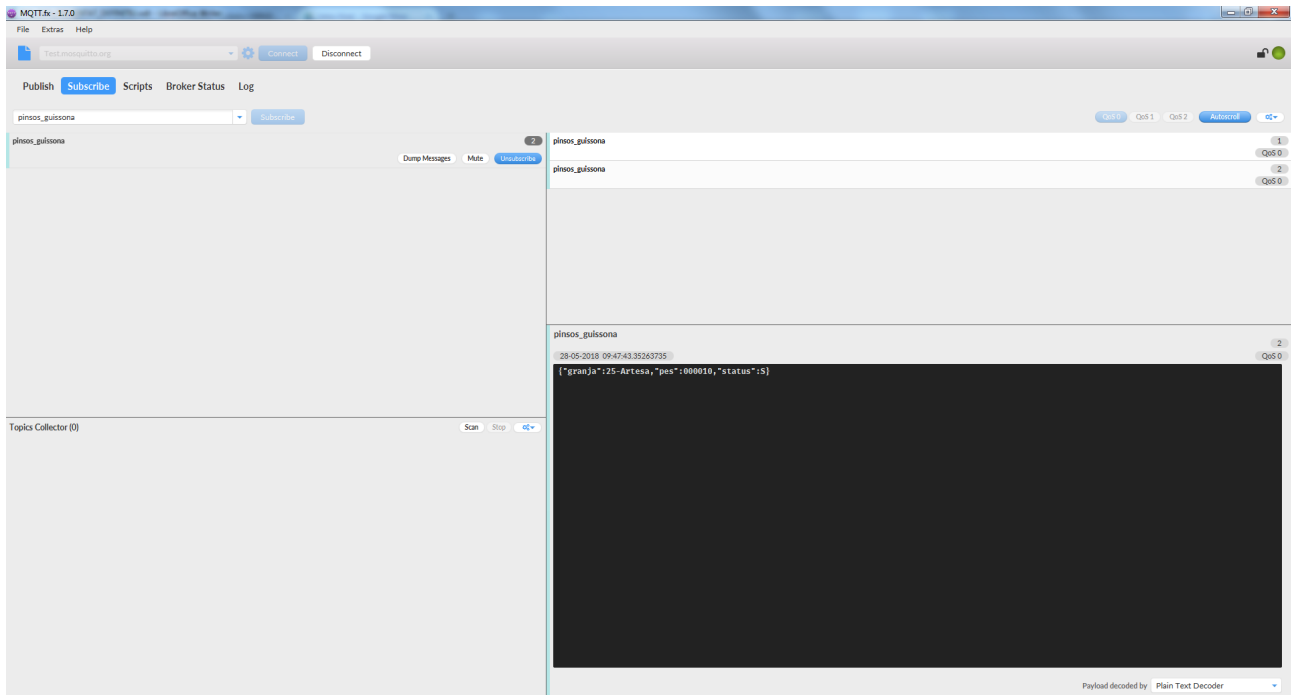 MQTT.fx - 1.7.0
File Extras Help
Test.mosquitto.org Connect Disconnect
Publish Subscribe Scripts Broker Status Log
pinsos_guissona Subscribe
QoS 0 QoS 1 QoS 2 Autoscroll
pinsos_guissona 2
Dump Messages Mute Unsubscribe
pinsos_guissona 1
QoS 0
pinsos_guissona 2
QoS 0
Topics Collector (0) Scan Stop
pinsos_guissona
2
28-05-2018 09:47:43.35263735 QoS 0
{"granja":25-Artesa,"pes":000010,"status":S}
Payload decoded by Plain Text Decoder